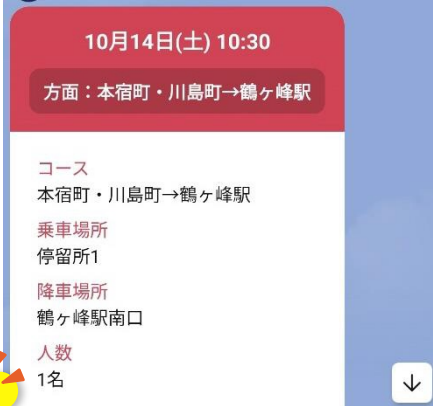 10月14日(土) 10:30
方面：本宿町・川島町→鶴ヶ峰駅
コース
本宿町・川島町→鶴ヶ峰駅
乗車場所
停留所1
降車場所
鶴ヶ峰駅南口
人数
1名